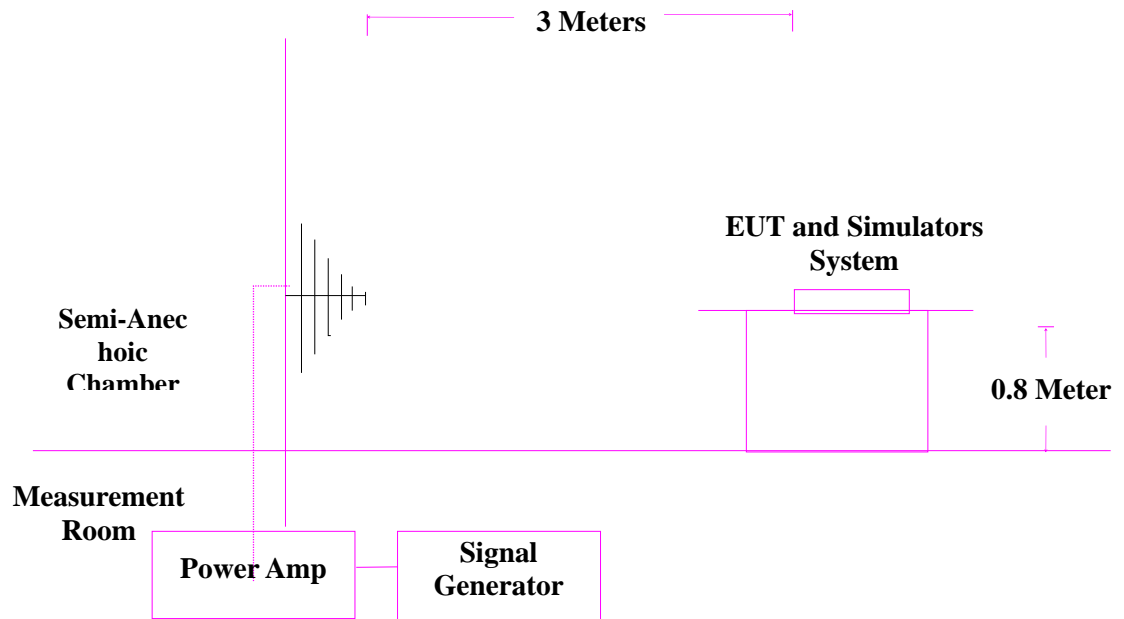 3 Meters
EUT and Simulators
System
Semi-Anec
hoic
Chamber
0.8 Meter
Measurement
Room
Power Amp
Signal
Generator